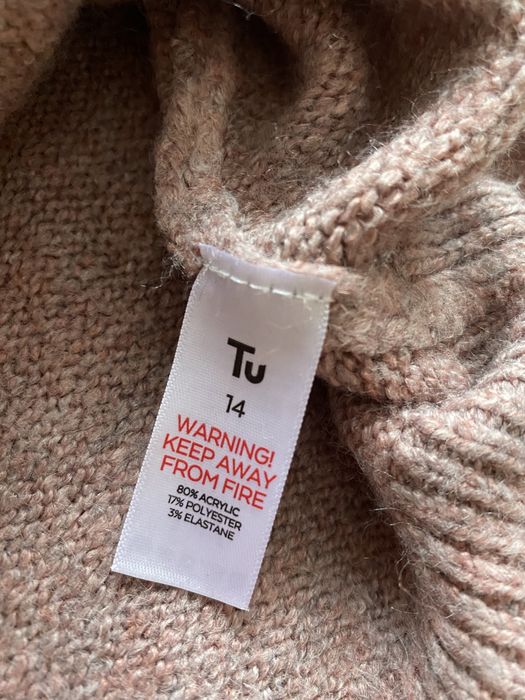 Tu
14
WARNING!
KEEP AWAY
FROM FIRE
80% ACRYLIC
17% POLYESTER
3% ELASTANE